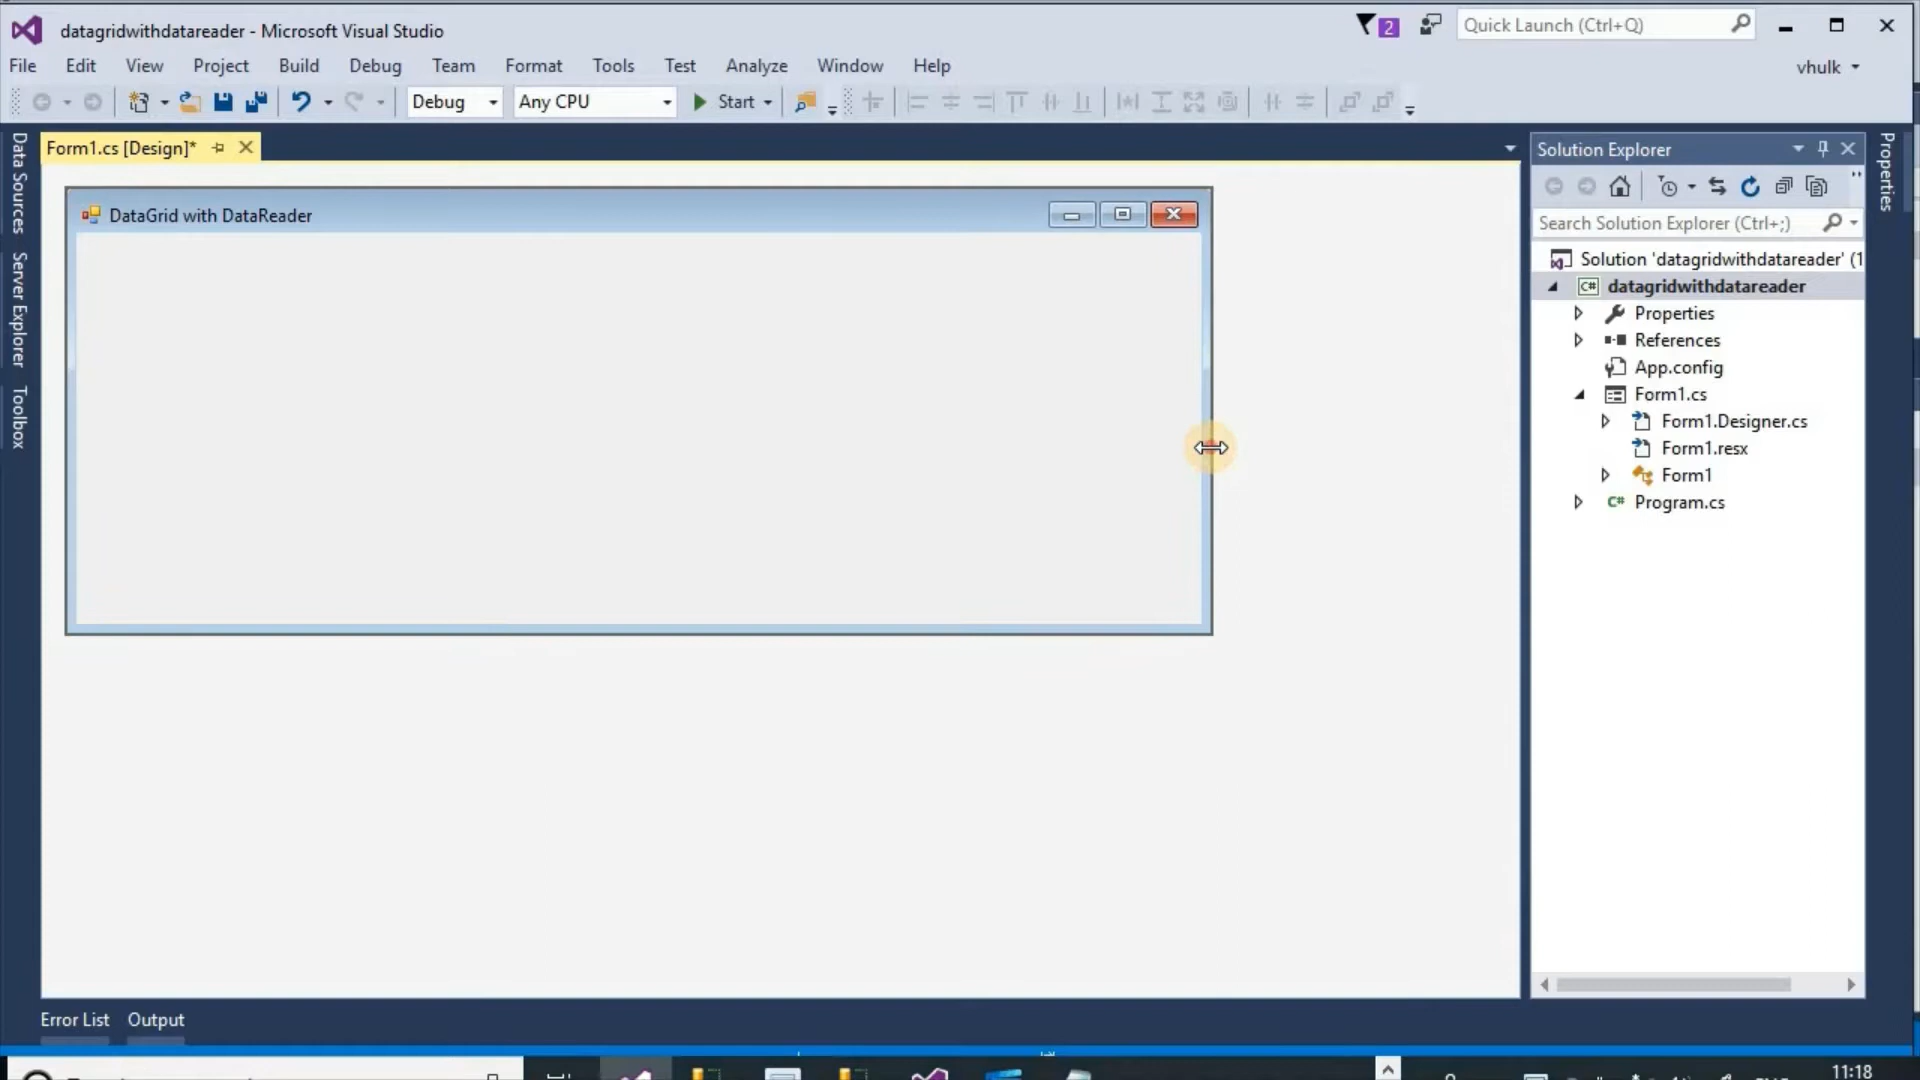 datagridwithdatareader - Microsoft Visual Studio
2
Quick Launch (Ctrl+Q)
File Edit View Project Build Debug Team Format Tools Test Analyze Window Help
vhulk
Debug Any CPU Start
Data Sources
Server Explorer
Toolbox
Form1.cs [Design]*
DataGrid with DataReader
Solution Explorer
Search Solution Explorer (Ctrl+;)
Solution 'datagridwithdatareader' (1
C# datagridwithdatareader
Properties
References
App.config
Form1.cs
Form1.Designer.cs
Form1.resx
Form1
C# Program.cs
Properties
Error List Output
11:18